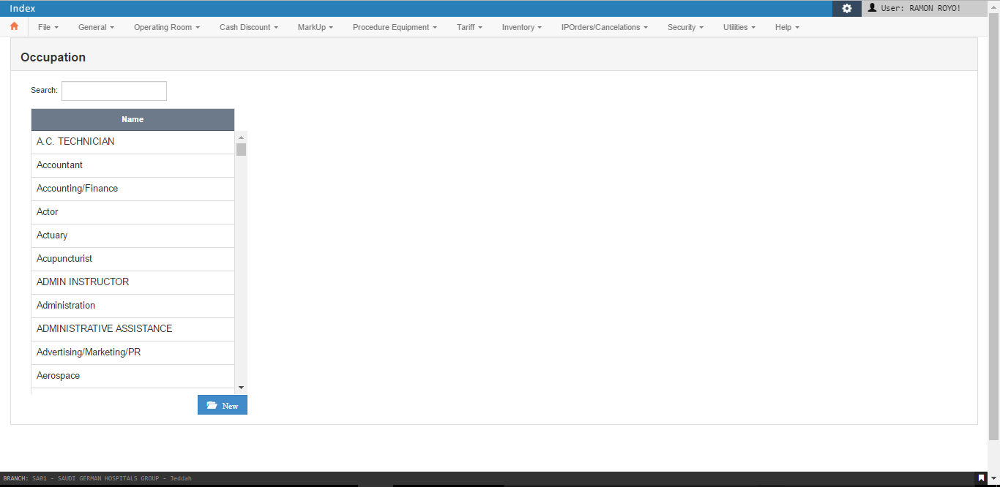 Index
User: RAMON ROYO!
File General Operating Room Cash Discount MarkUp Procedure Equipment Tariff Inventory IPOrders/Cancelations Security Utilities Help
Occupation
Search:
Name
A.C. TECHNICIAN
Accountant
Accounting/Finance
Actor
Actuary
Acupuncturist
ADMIN INSTRUCTOR
Administration
ADMINISTRATIVE ASSISTANCE
Advertising/Marketing/PR
Aerospace
New
BRANCH: SA01 - SAUDI GERMAN HOSPITALS GROUP - Jeddah